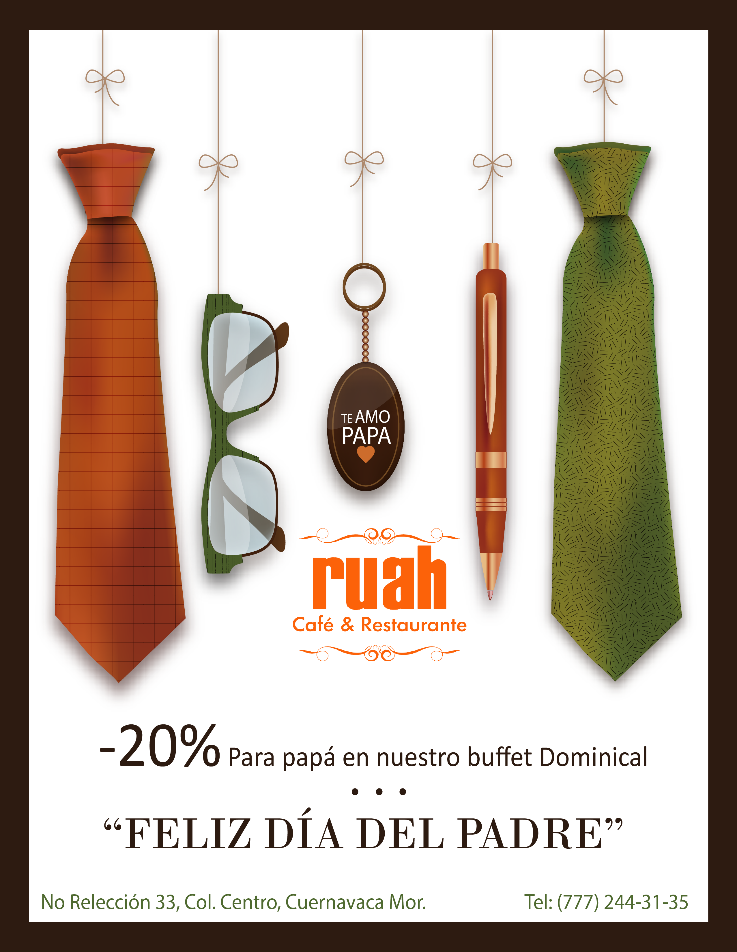 TE AMO
PAPA
ruah
Café & Restaurante
-20% Para papá en nuestro buffet Dominical
• • •
“FELIZ DÍA DEL PADRE”
No Relección 33, Col. Centro, Cuernavaca Mor. Tel: (777) 244-31-35